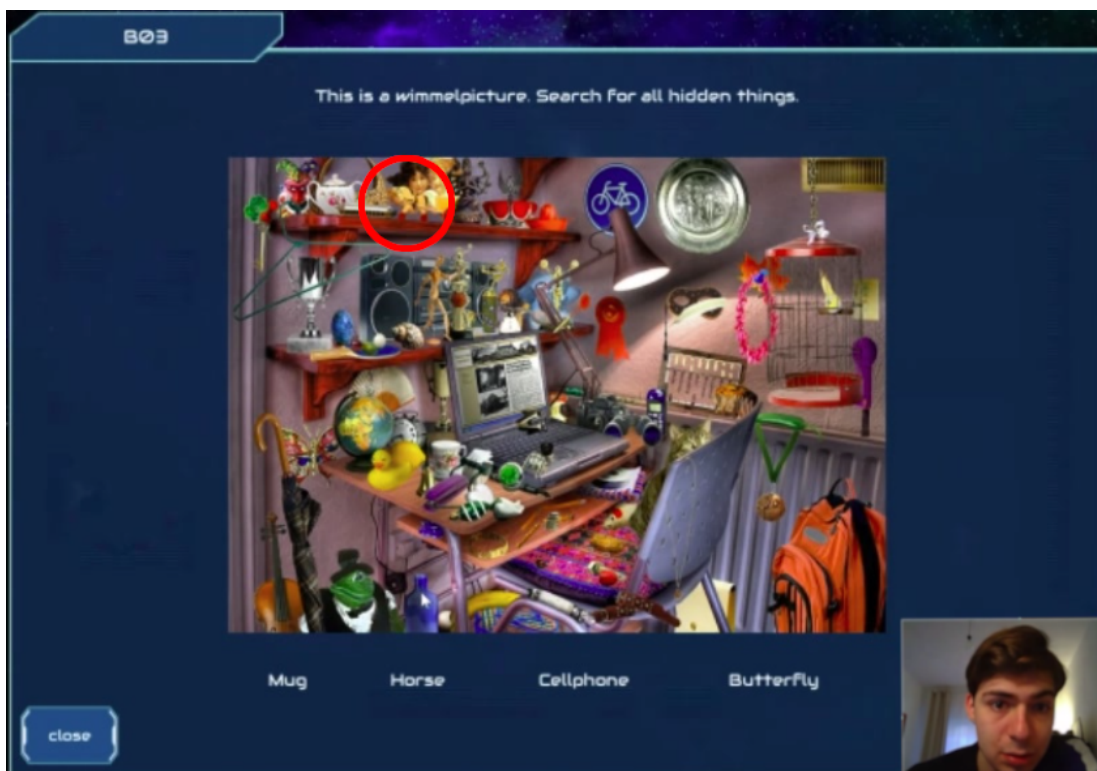 B03
This is a wimmelpicture. Search for all hidden things.
Mug Horse Cellphone Butterfly
close